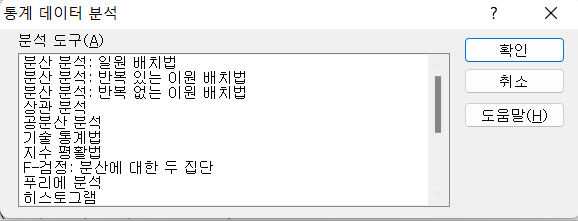 통계 데이터 분석
분석 도구(A)
분산 분석: 일원 배치법
분산 분석: 반복 있는 이원 배치법
분산 분석: 반복 없는 이원 배치법
상관 분석
공분산 분석
기술 통계법
지수 평활법
F-검정: 분산에 대한 두 집단
푸리에 분석
히스토그램
확인
취소
도움말(H)